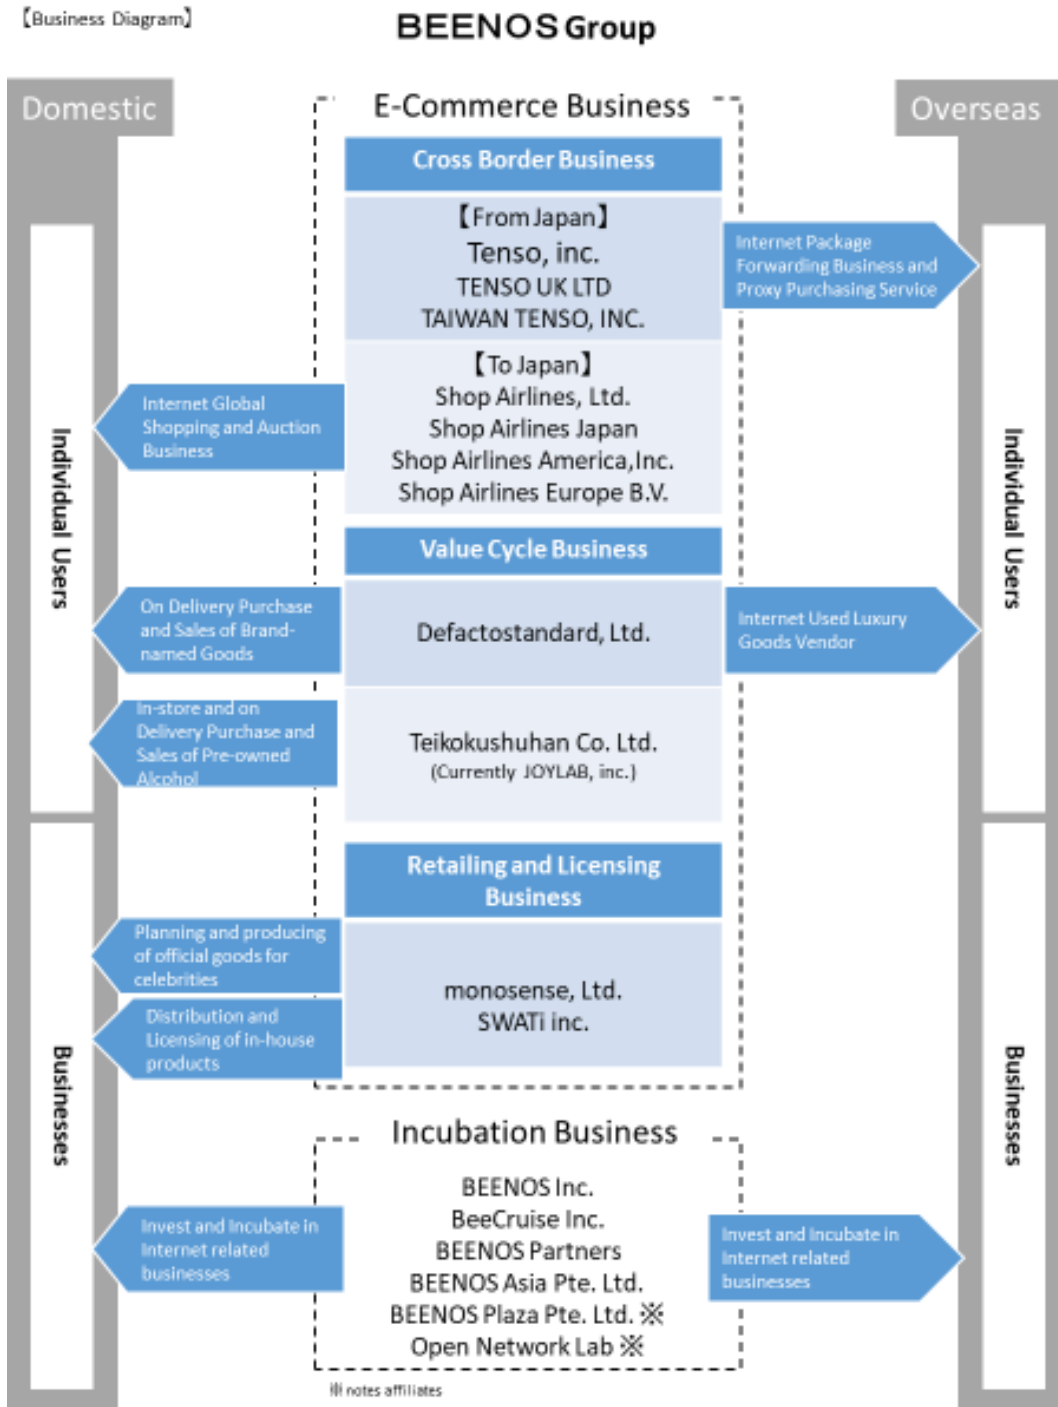 【Business Diagram】
BEENOS Group
Domestic
Overseas
E-Commerce Business
Cross Border Business
【From Japan】
Tenso, inc.
TENSO UK LTD
TAIWAN TENSO, INC.
Internet Package
Forwarding Business and
Proxy Purchasing Service
【To Japan】
Shop Airlines, Ltd.
Shop Airlines Japan
Shop Airlines America,Inc.
Shop Airlines Europe B.V.
Internet Global
Shopping and Auction
Business
Individual Users
Individual Users
Value Cycle Business
On Delivery Purchase
and Sales of Brand-
named Goods
Defactostandard, Ltd.
Internet Used Luxury
Goods Vendor
In-store and on
Delivery Purchase and
Sales of Pre-owned
Alcohol
Teikokushuhan Co. Ltd.
(Currently JOYLAB, inc.)
Retailing and Licensing
Business
Planning and producing
of official goods for
celebrities
Distribution and
Licensing of in-house
products
monosense, Ltd.
SWATi inc.
Businesses
Businesses
Incubation Business
BEENOS Inc.
BeeCruise Inc.
BEENOS Partners
BEENOS Asia Pte. Ltd.
BEENOS Plaza Pte. Ltd. ※
Open Network Lab ※
Invest and Incubate in
Internet related
businesses
Invest and Incubate in
Internet related
businesses
※ notes affiliates